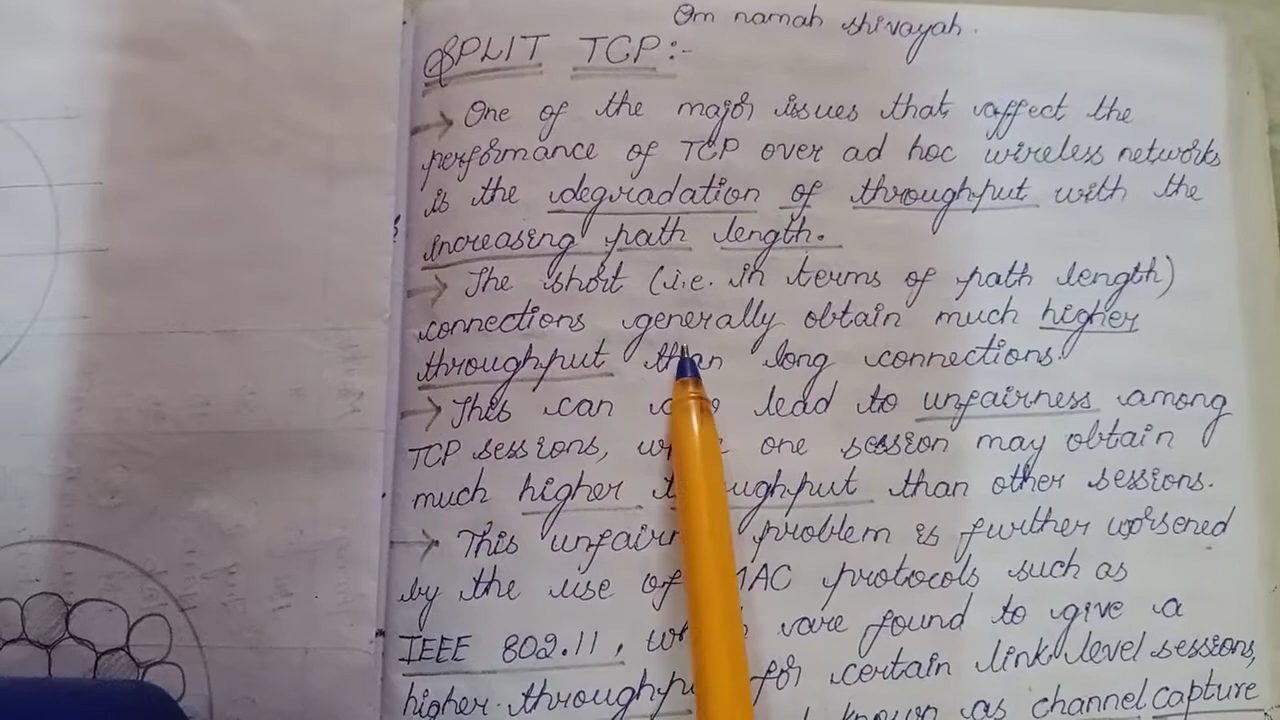 Om namah shivayah.
SPLIT TCP:-
→ One of the major issues that affect the
performance of TCP over ad hoc wireless networks
is the degradation of throughput with the
increasing path length.
→ The short (i.e. in terms of path length)
connections generally obtain much higher
throughput than long connections.
→ This can lead to unfairness among
TCP sessions, one session may obtain
much higher throughput than other sessions.
→ This problem is further worsened
by the use of MAC protocols such as
IEEE 802.11, are found to give a
higher throughput for certain link level sessions,
known as channel capture